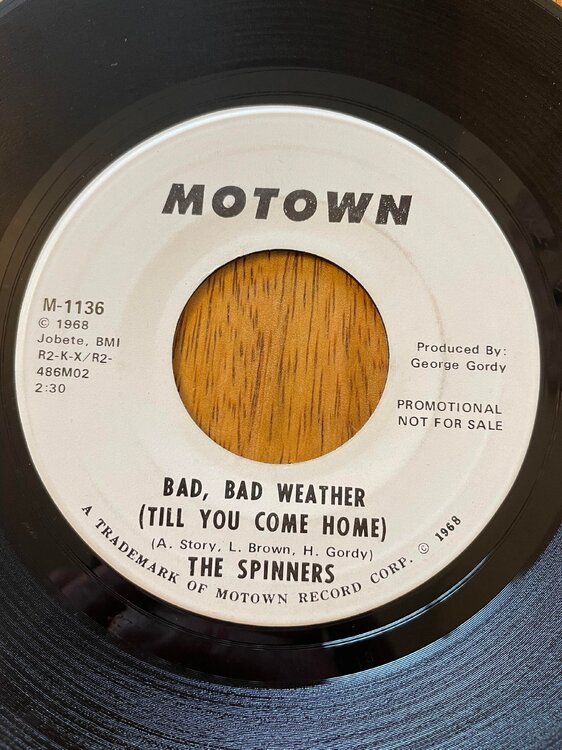 MOTOWN
M-1136
© 1968
Jobete, BMI
R2-K-X/R2-
486M02
2:30
Produced By:
George Gordy
PROMOTIONAL
NOT FOR SALE
BAD, BAD WEATHER
(TILL YOU COME HOME)
(A. Story, L. Brown, H. Gordy)
THE SPINNERS
A TRADEMARK OF MOTOWN RECORD CORP. © 1968